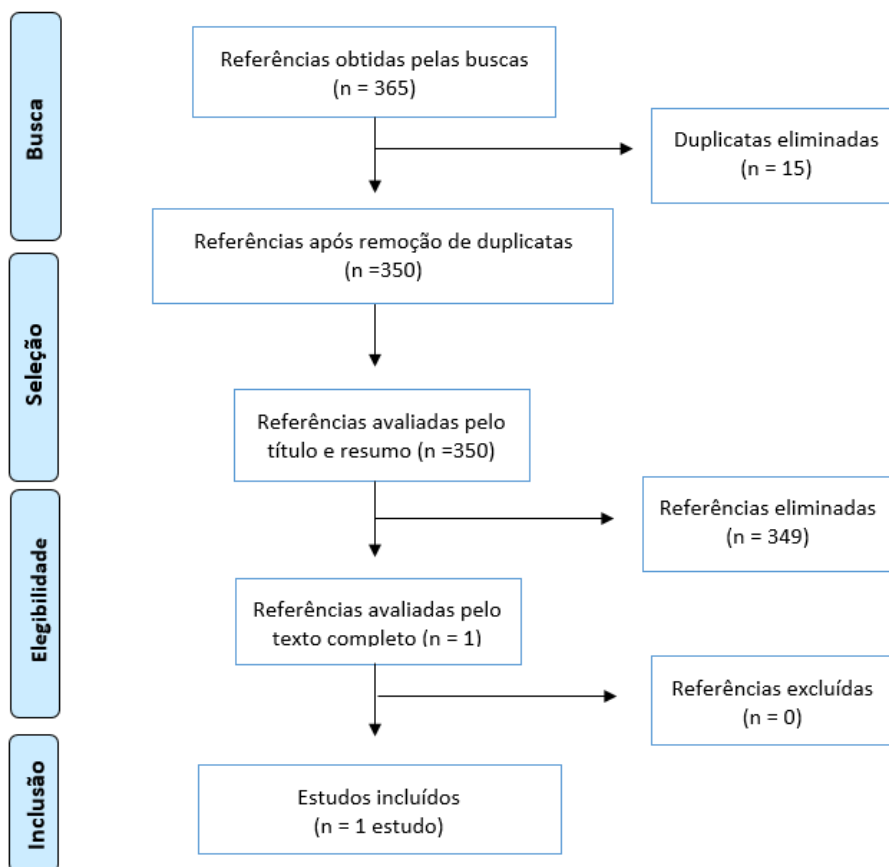 Busca
Referências obtidas pelas buscas
(n = 365)
Duplicatas eliminadas
(n = 15)
Referências após remoção de duplicatas
(n =350)
Seleção
Referências avaliadas pelo
título e resumo (n =350)
Elegibilidade
Referências eliminadas
(n = 349)
Referências avaliadas pelo
texto completo (n = 1)
Referências excluídas
(n = 0)
Inclusão
Estudos incluídos
(n = 1 estudo)